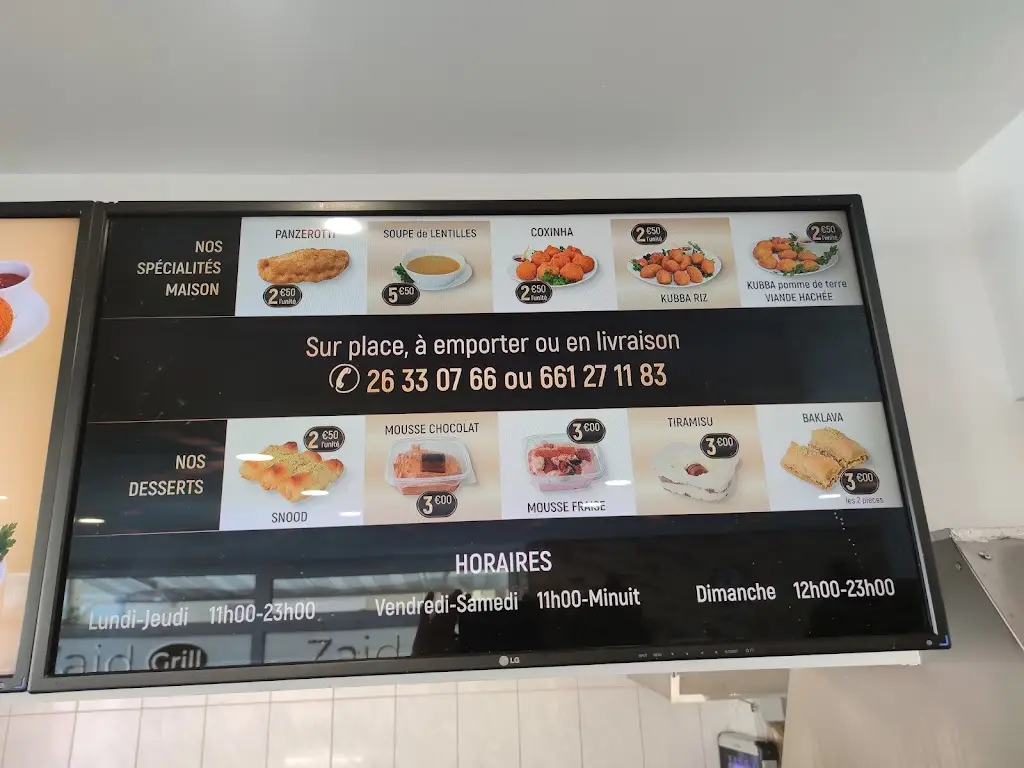 NOS
SPÉCIALITÉS
MAISON
PANZEROTTI
2€50
l'unité
SOUPE de LENTILLES
5€50
COXINHA
2€50
l'unité
2€50
l'unité
KUBBA RIZ
2€50
l'unité
KUBBA pomme de terre
VIANDE HACHÉE
Sur place, à emporter ou en livraison
26 33 07 66 ou 661 27 11 83
NOS
DESSERTS
2€50
l'unité
SNOOD
MOUSSE CHOCOLAT
3€00
3€00
MOUSSE FRAISE
TIRAMISU
3€00
BAKLAVA
3€00
les 2 pièces
HORAIRES
Lundi-Jeudi 11h00-23h00
Vendredi-Samedi 11h00-Minuit
Dimanche 12h00-23h00
aid Grill
Zaid
LG